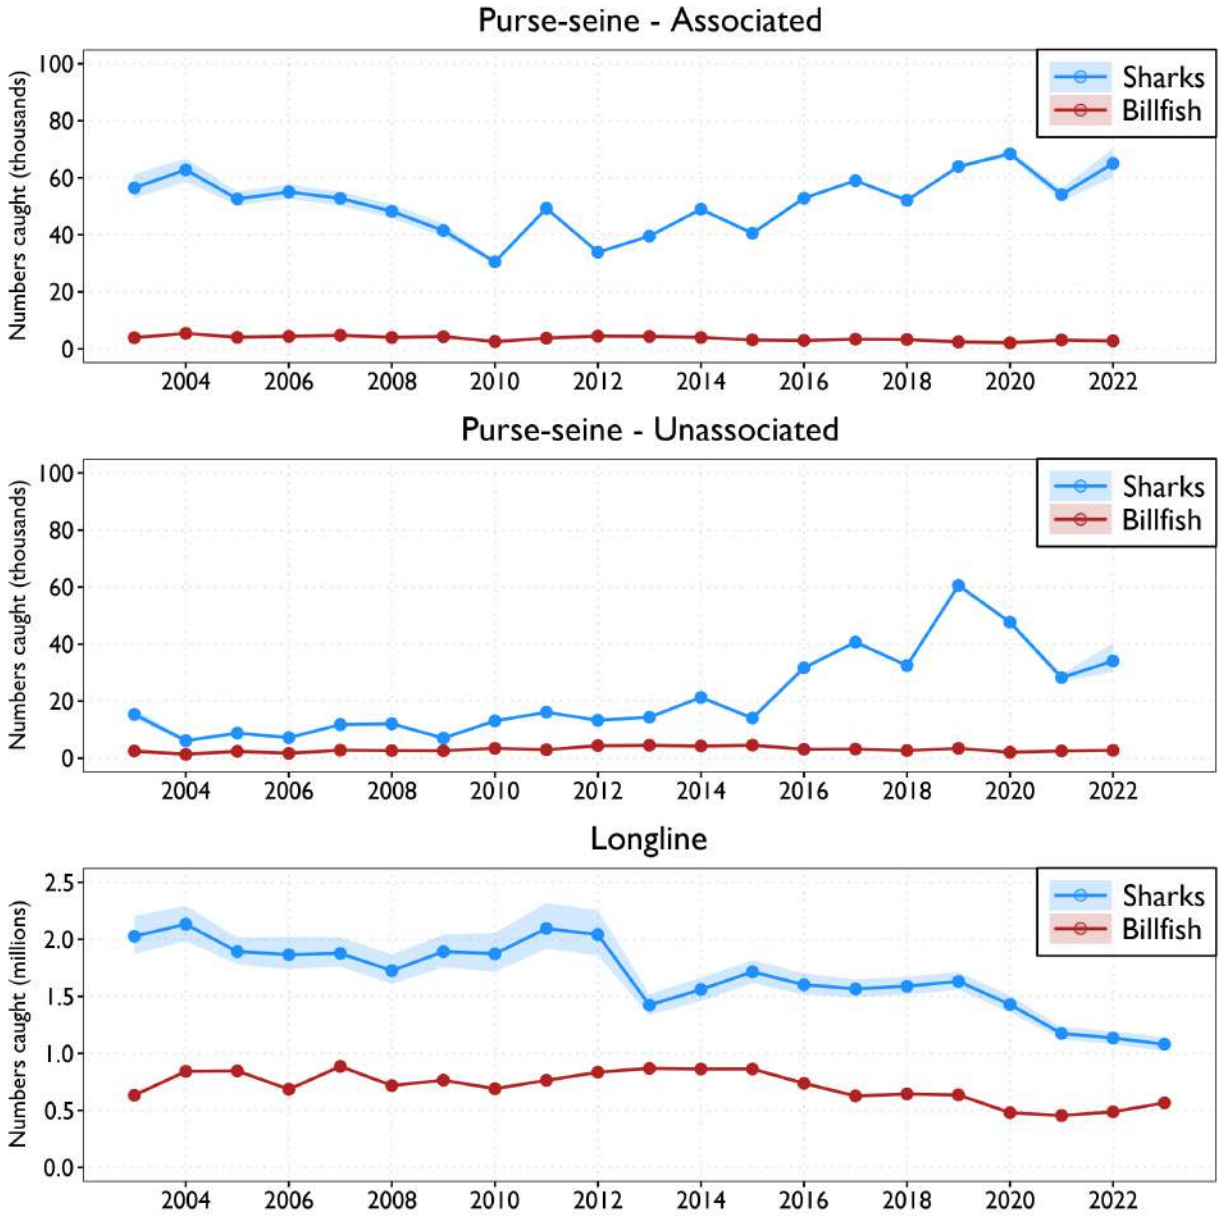 Purse-seine - Associated
Numbers caught (thousands)
100
80
60
40
20
0
Sharks
Billfish
2004 2006 2008 2010 2012 2014 2016 2018 2020 2022
Purse-seine - Unassociated
Numbers caught (thousands)
100
80
60
40
20
0
Sharks
Billfish
2004 2006 2008 2010 2012 2014 2016 2018 2020 2022
Longline
Numbers caught (millions)
2.5
2.0
1.5
1.0
0.5
0.0
Sharks
Billfish
2004 2006 2008 2010 2012 2014 2016 2018 2020 2022